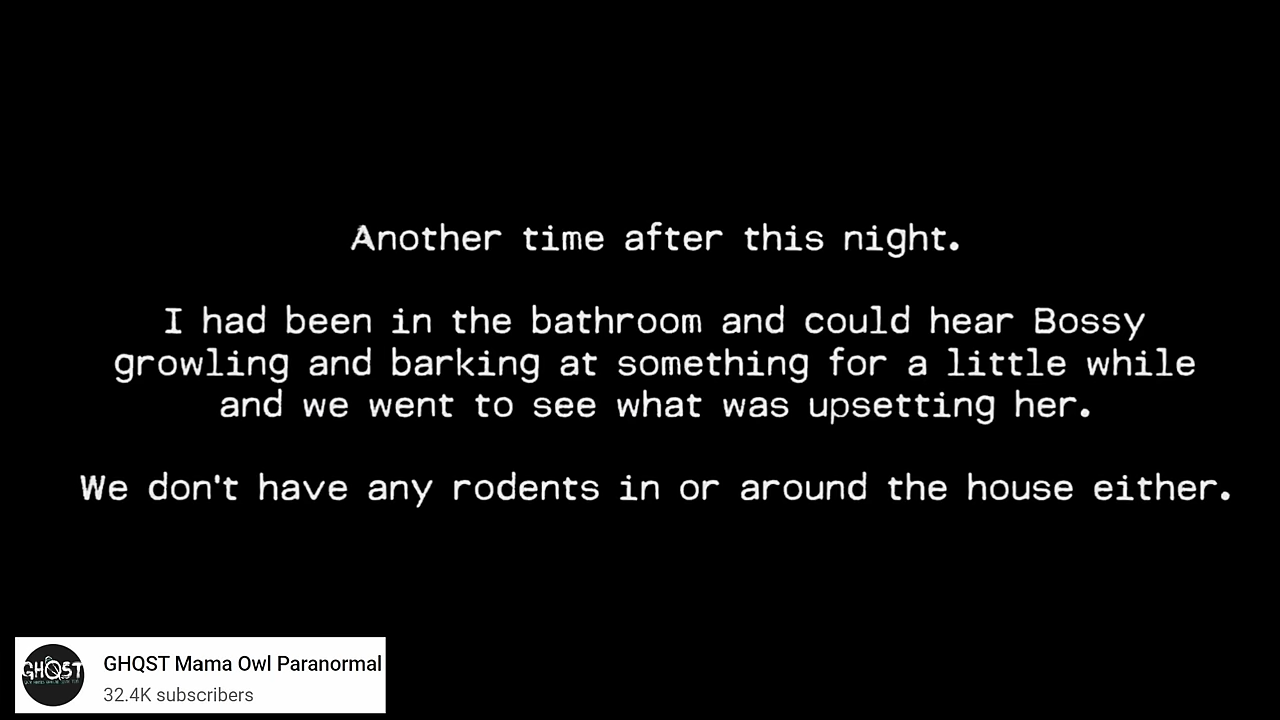 Another time after this night.
I had been in the bathroom and could hear Bossy
growling and barking at something for a little while
and we went to see what was upsetting her.
We don't have any rodents in or around the house either.
GHQST
GHQST Mama Owl Paranormal
32.4K subscribers